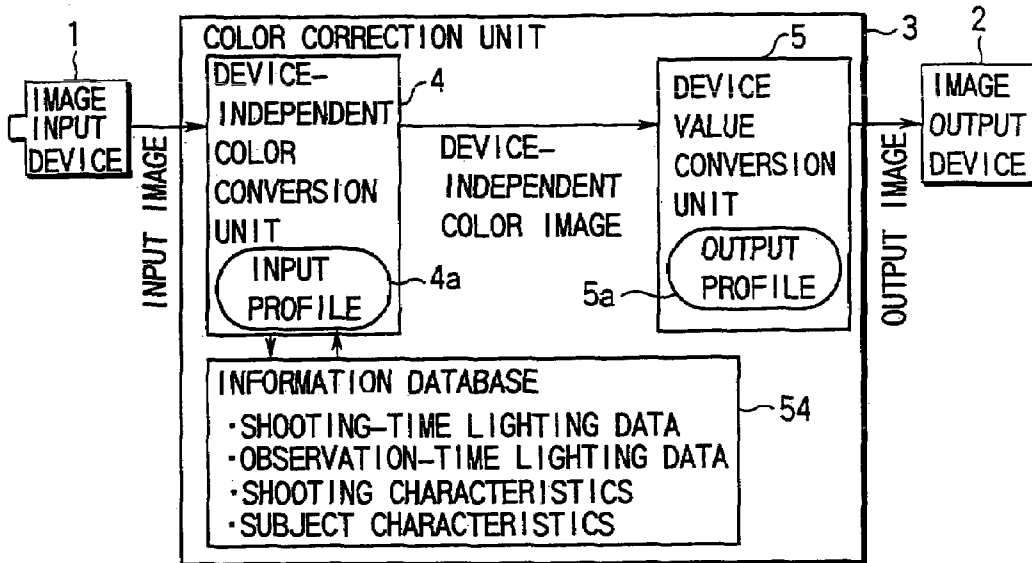 1
IMAGE
INPUT
DEVICE
INPUT IMAGE
COLOR CORRECTION UNIT
3
DEVICE-
INDEPENDENT
COLOR
CONVERSION
UNIT
4
INPUT
PROFILE
4a
DEVICE-
INDEPENDENT
COLOR IMAGE
5
DEVICE
VALUE
CONVERSION
UNIT
OUTPUT
PROFILE
5a
OUTPUT IMAGE
2
IMAGE
OUTPUT
DEVICE
INFORMATION DATABASE
·SHOOTING-TIME LIGHTING DATA
·OBSERVATION-TIME LIGHTING DATA
·SHOOTING CHARACTERISTICS
·SUBJECT CHARACTERISTICS
54